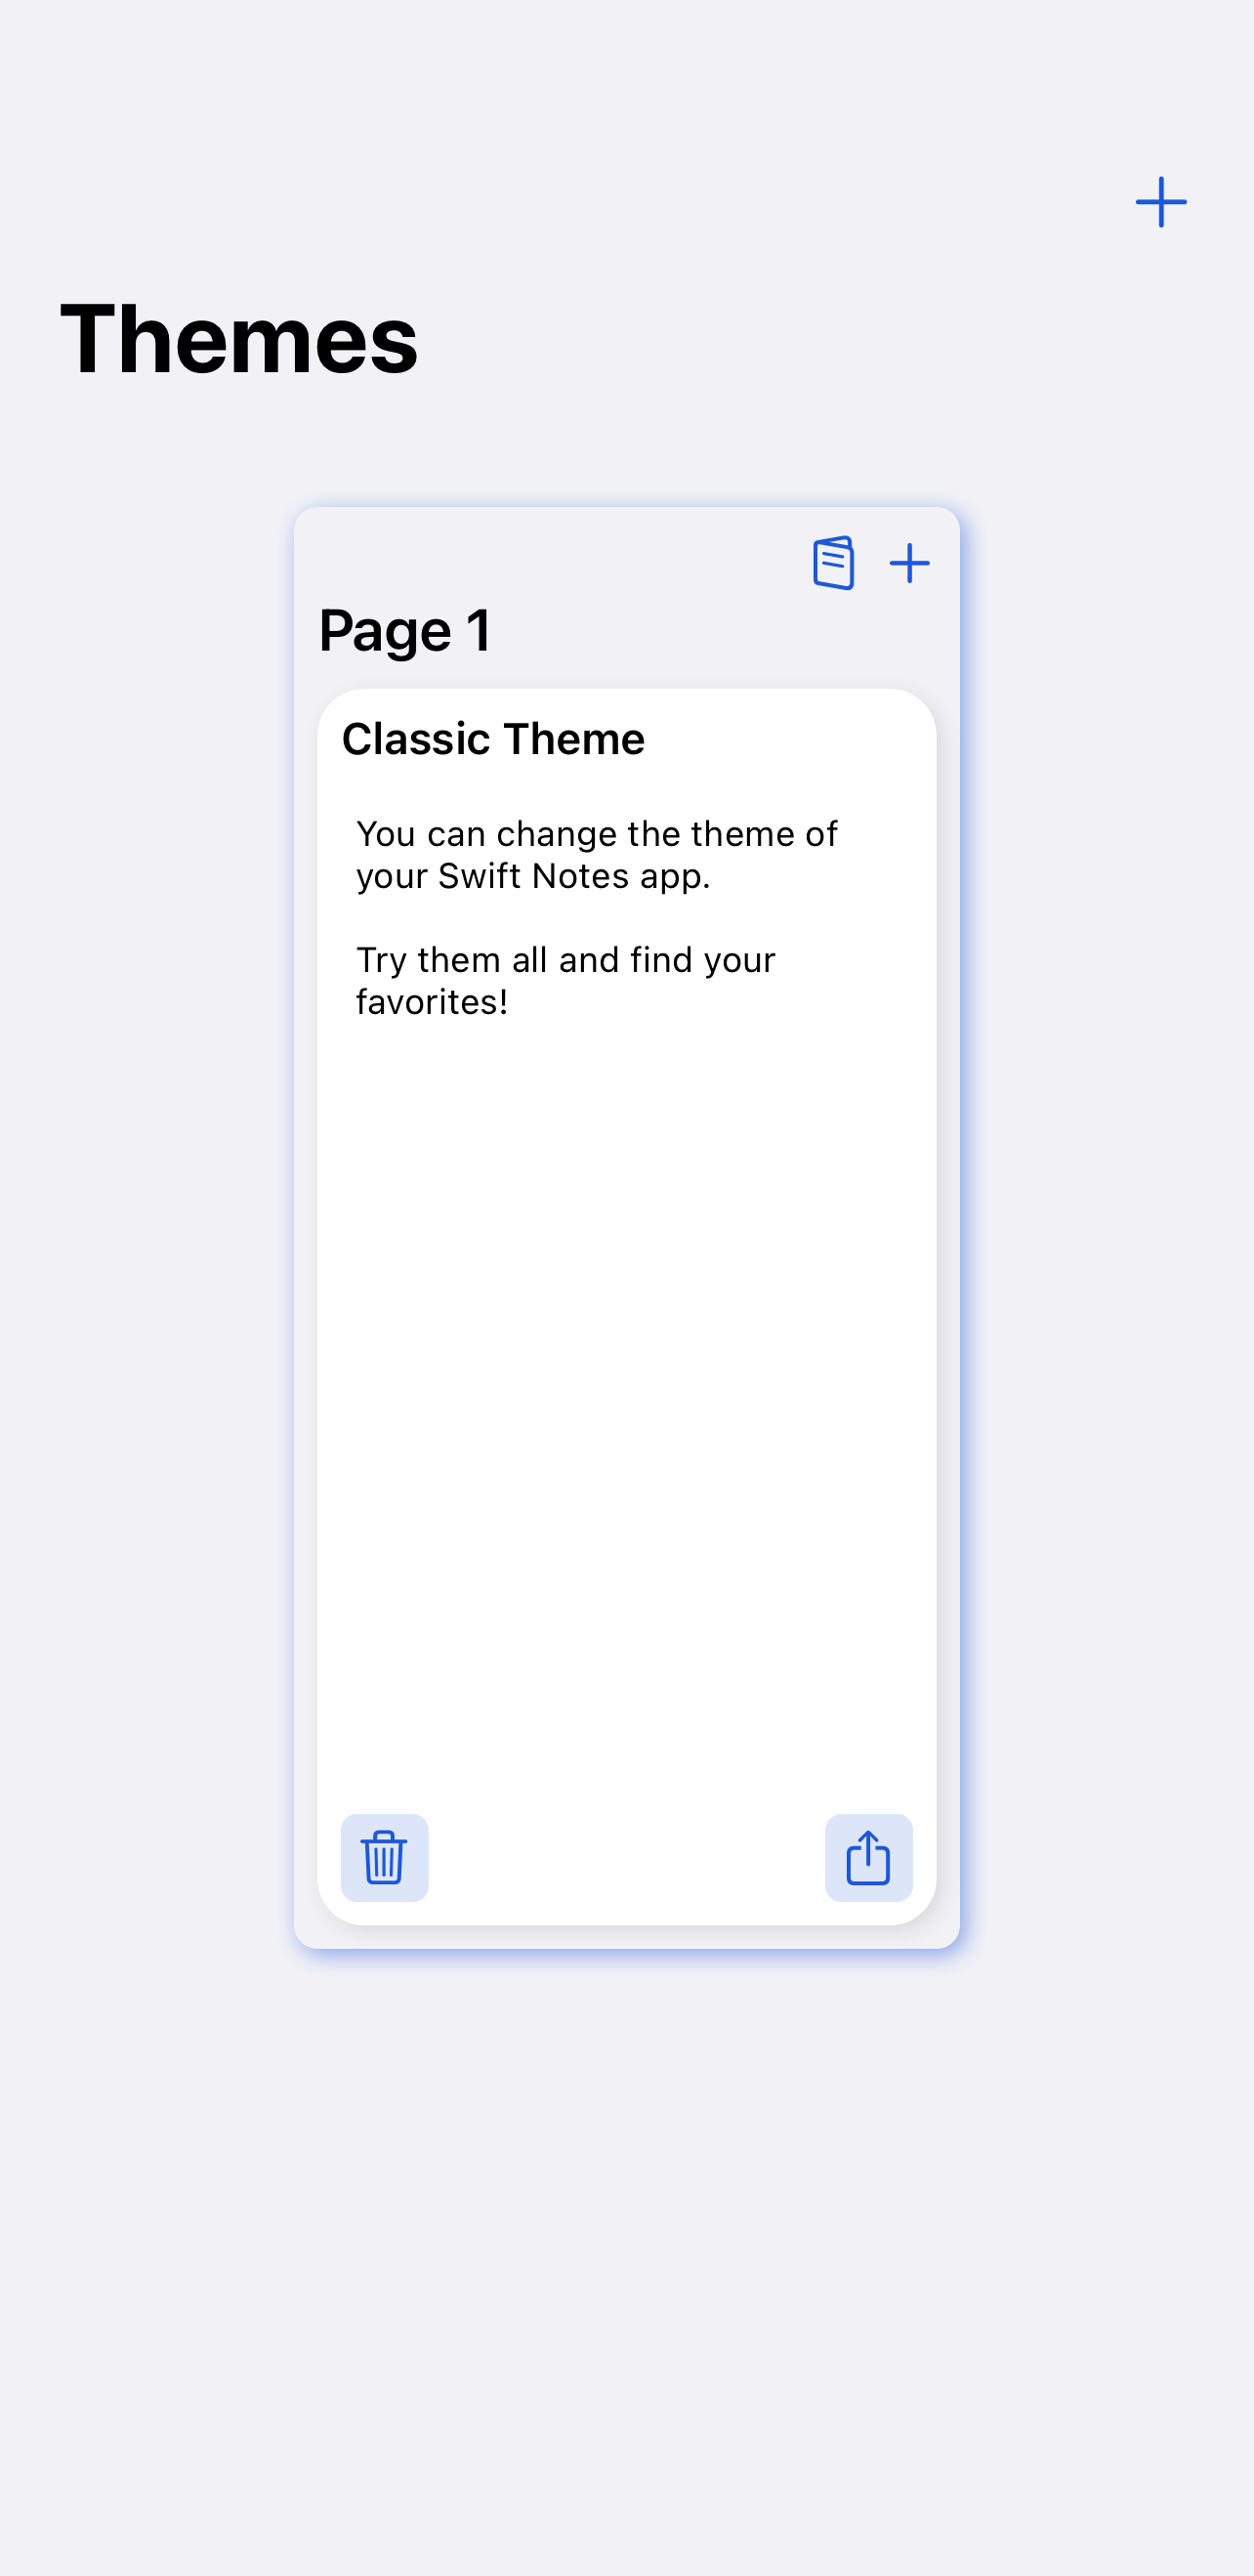 Themes
Page 1
Classic Theme
You can change the theme of
your Swift Notes app.
Try them all and find your
favorites!